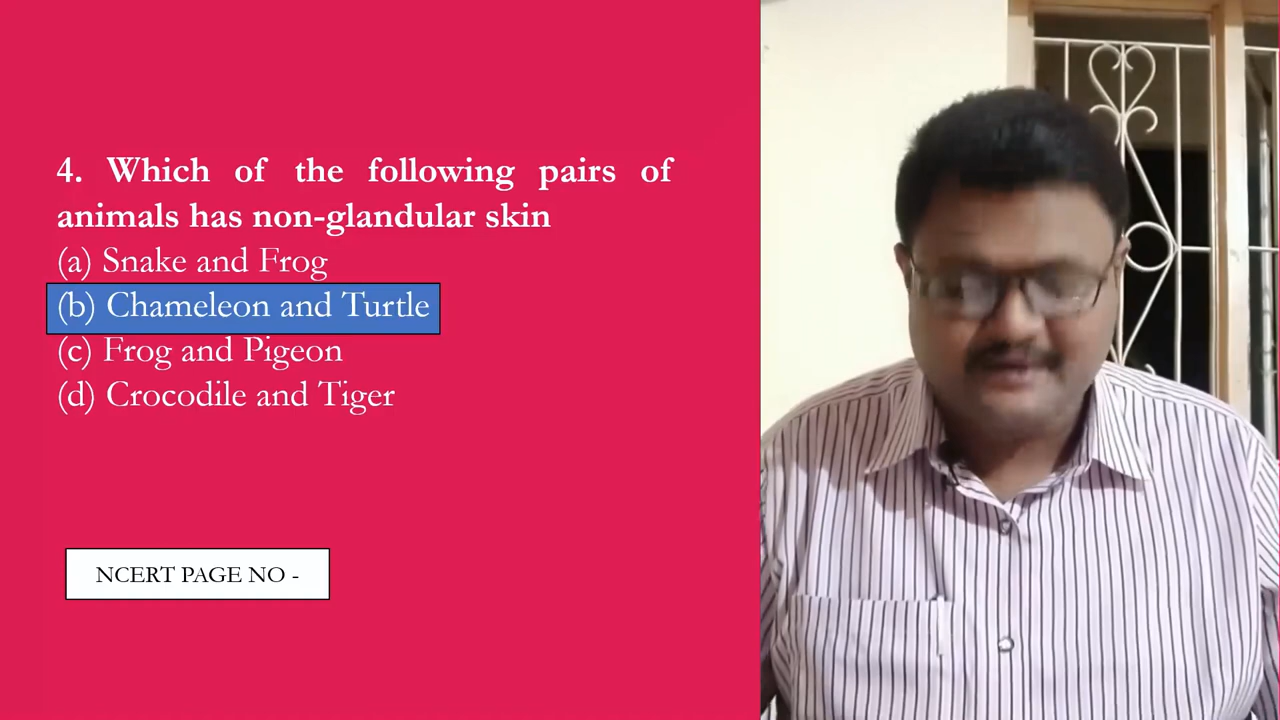 4. Which of the following pairs of
animals has non-glandular skin
(a) Snake and Frog
(b) Chameleon and Turtle
(c) Frog and Pigeon
(d) Crocodile and Tiger
NCERT PAGE NO -